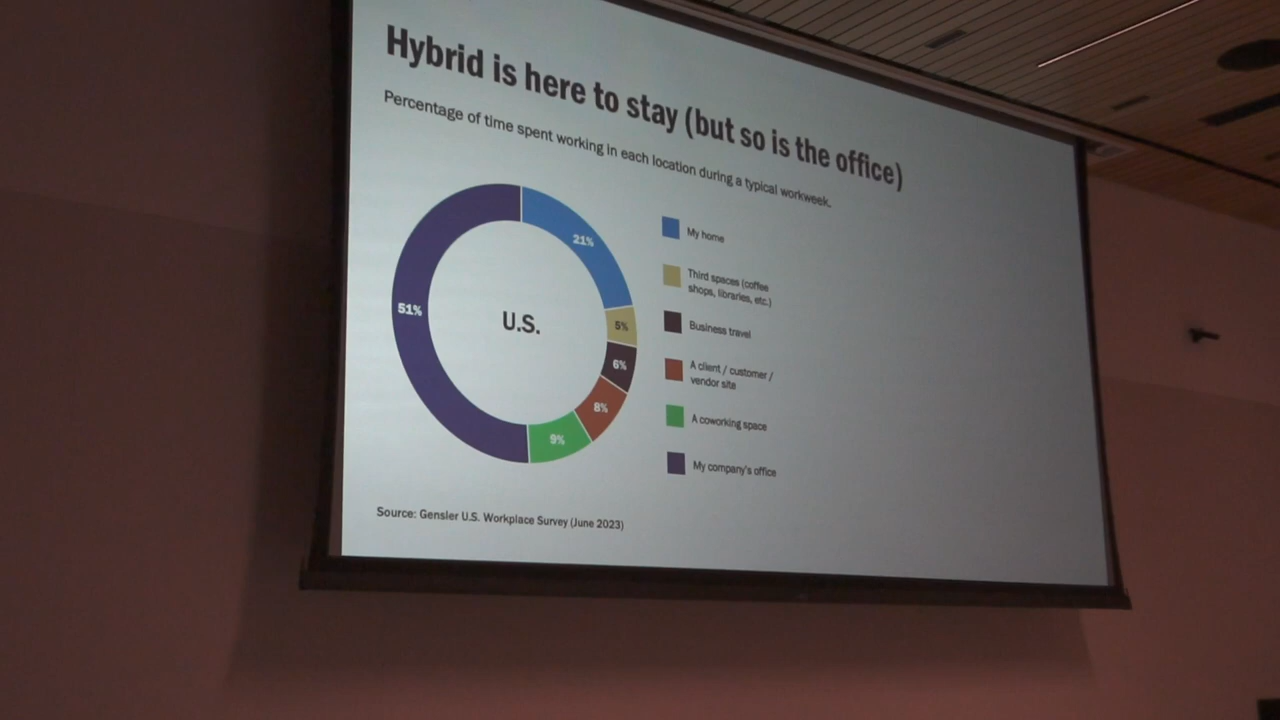 Hybrid is here to stay (but so is the office)
Percentage of time spent working in each location during a typical workweek.
21%
5%
6%
8%
9%
51%
U.S.
My home
Third spaces (coffee
shops, libraries, etc.)
Business travel
A client / customer /
vendor site
A coworking space
My company's office
Source: Gensler U.S. Workplace Survey (June 2023)